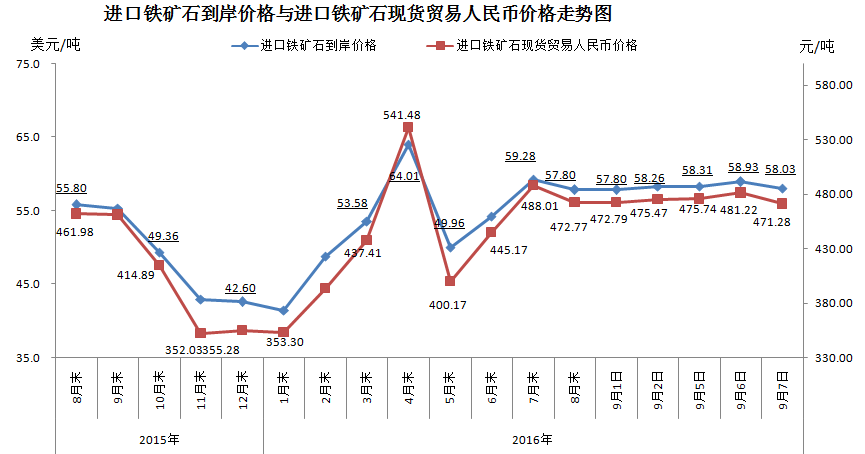 进口铁矿石到岸价格与进口铁矿石现货贸易人民币价格走势图
美元/吨
进口铁矿石到岸价格
进口铁矿石现货贸易人民币价格
元/吨
75.0
65.0
55.0
45.0
35.0
580.00
530.00
480.00
430.00
380.00
330.00
55.80
49.36
42.60
53.58
64.01
49.96
59.28
57.80
57.80
58.26
58.31
58.93
58.03
461.98
414.89
352.03
355.28
353.30
437.41
541.48
400.17
445.17
488.01
472.77
472.79
475.47
475.74
481.22
471.28
8月末
9月末
10月末
11月末
12月末
1月末
2月末
3月末
4月末
5月末
6月末
7月末
8月末
9月1日
9月2日
9月5日
9月6日
9月7日
2015年
2016年